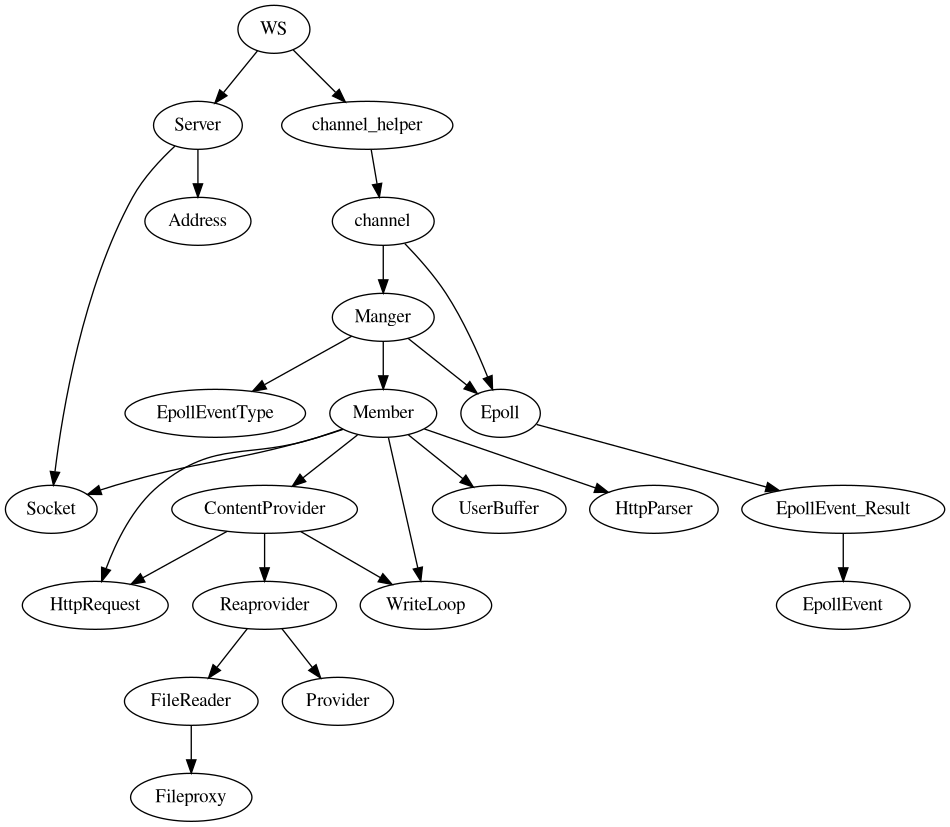 WS
Server
channel_helper
Address
channel
Manger
EpollEventType
Member
Epoll
Socket
ContentProvider
UserBuffer
HttpParser
EpollEvent_Result
HttpRequest
Reaprovider
WriteLoop
EpollEvent
FileReader
Provider
Fileproxy